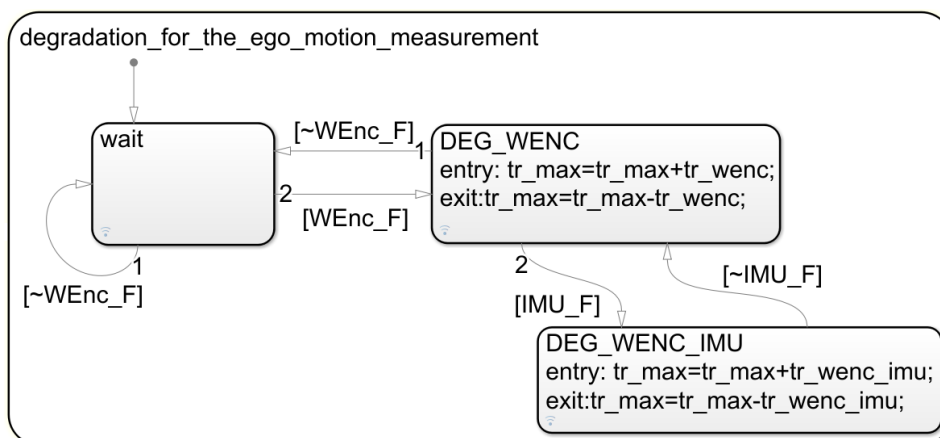 degradation_for_the_ego_motion_measurement
wait
[~WEnc_F]
1
DEG_WENC
entry: tr_max=tr_max+tr_wenc;
exit:tr_max=tr_max-tr_wenc;
2
[WEnc_F]
1
[~WEnc_F]
2
[IMU_F]
[~IMU_F]
DEG_WENC_IMU
entry: tr_max=tr_max+tr_wenc_imu;
exit:tr_max=tr_max-tr_wenc_imu;